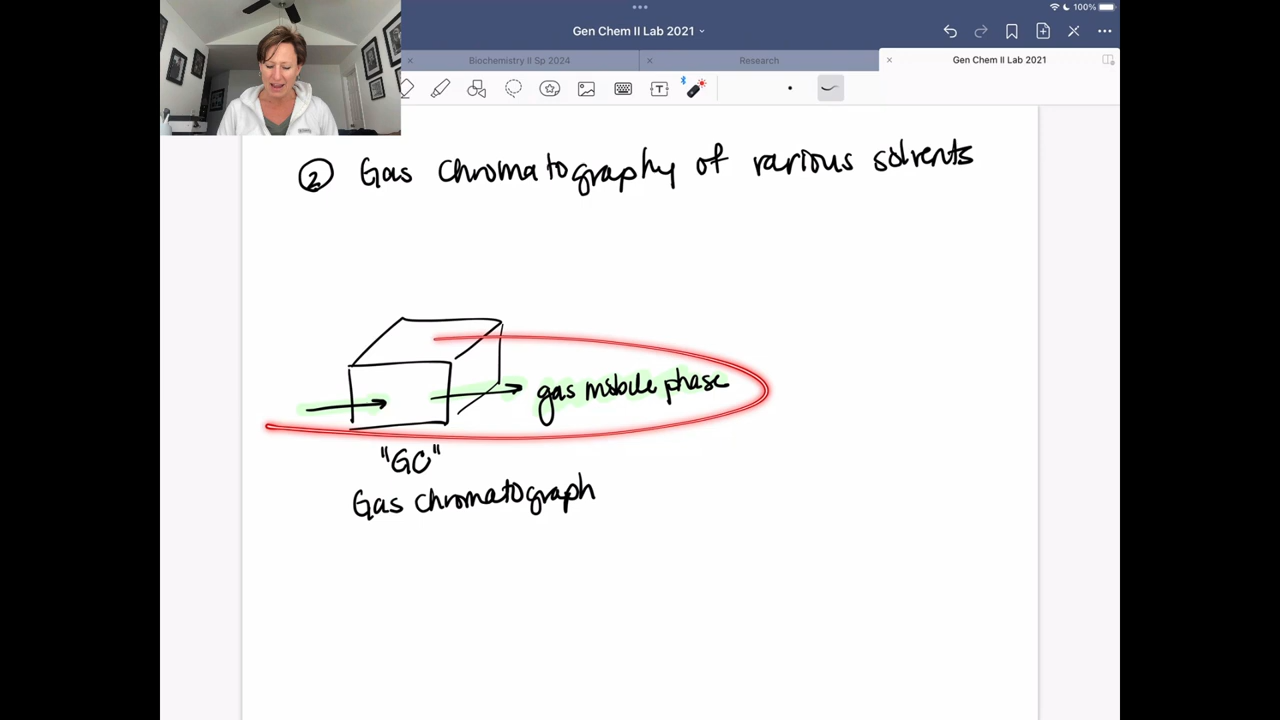 100%
Gen Chem II Lab 2021
Biochemistry II Sp 2024
Research
Gen Chem II Lab 2021
② Gas Chromatography of various solvents
gas mobile phase
"GC"
Gas chromatograph